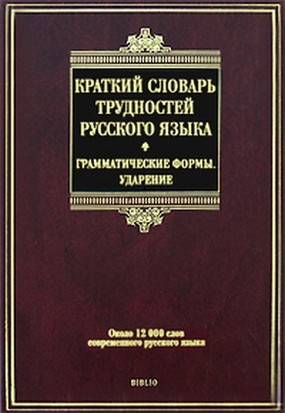 КРАТКИЙ СЛОВАРЬ
ТРУДНОСТЕЙ
РУССКОГО ЯЗЫКА
ГРАММАТИЧЕСКИЕ ФОРМЫ.
УДАРЕНИЕ
Около 12 000 слов
современного русского языка
BIBLIO